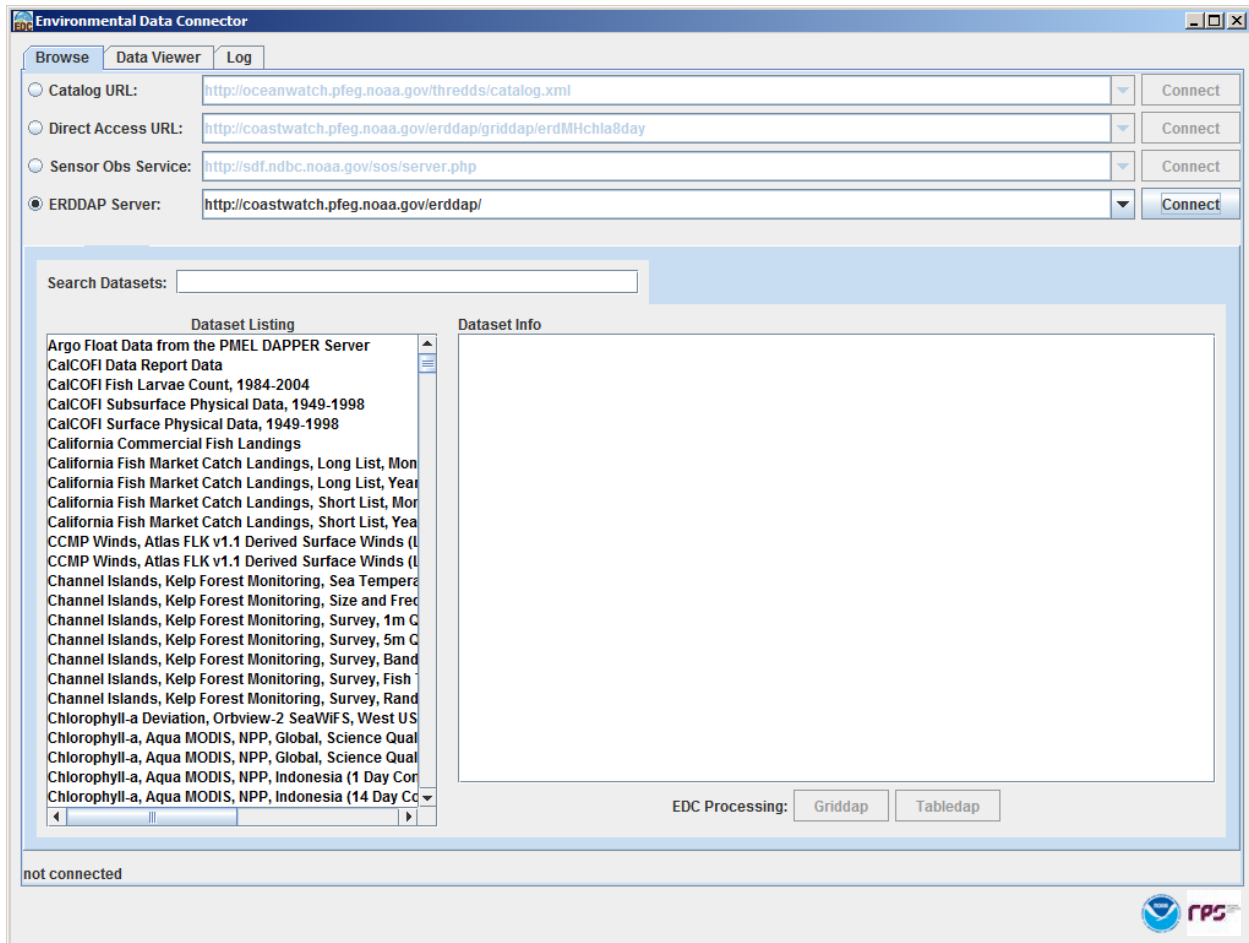 EDC Environmental Data Connector
Browse Data Viewer Log
Catalog URL: http://oceanwatch.pfeg.noaa.gov/thredds/catalog.xml Connect
Direct Access URL: http://coastwatch.pfeg.noaa.gov/erddap/griddap/erdMHchla8day Connect
Sensor Obs Service: http://sdf.ndbc.noaa.gov/sos/server.php Connect
ERDDAP Server: http://coastwatch.pfeg.noaa.gov/erddap/ Connect
Search Datasets:
Dataset Listing Dataset Info
Argo Float Data from the PMEL DAPPER Server
CalCOFI Data Report Data
CalCOFI Fish Larvae Count, 1984-2004
CalCOFI Subsurface Physical Data, 1949-1998
CalCOFI Surface Physical Data, 1949-1998
California Commercial Fish Landings
California Fish Market Catch Landings, Long List, Mon
California Fish Market Catch Landings, Long List, Year
California Fish Market Catch Landings, Short List, Mor
California Fish Market Catch Landings, Short List, Yea
CCMP Winds, Atlas FLK v1.1 Derived Surface Winds (L
CCMP Winds, Atlas FLK v1.1 Derived Surface Winds (L
Channel Islands, Kelp Forest Monitoring, Sea Tempera
Channel Islands, Kelp Forest Monitoring, Size and Freq
Channel Islands, Kelp Forest Monitoring, Survey, 1m Q
Channel Islands, Kelp Forest Monitoring, Survey, 5m Q
Channel Islands, Kelp Forest Monitoring, Survey, Band
Channel Islands, Kelp Forest Monitoring, Survey, Fish T
Channel Islands, Kelp Forest Monitoring, Survey, Rand
Chlorophyll-a Deviation, Orbview-2 SeaWiFS, West US
Chlorophyll-a, Aqua MODIS, NPP, Global, Science Qual
Chlorophyll-a, Aqua MODIS, NPP, Global, Science Qual
Chlorophyll-a, Aqua MODIS, NPP, Indonesia (1 Day Con
Chlorophyll-a, Aqua MODIS, NPP, Indonesia (14 Day Co
EDC Processing: Griddap Tabledap
not connected
rps